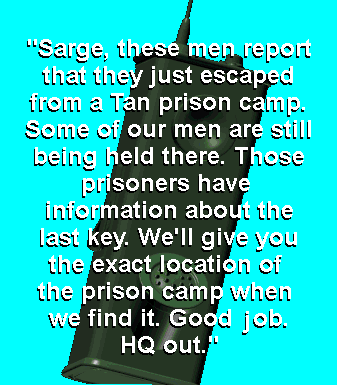 "Sarge, these men report
that they just escaped
from a Tan prison camp.
Some of our men are still
being held there. Those
prisoners have
information about the
last key. We'll give you
the exact location of
the prison camp when
we find it. Good job.
HQ out."